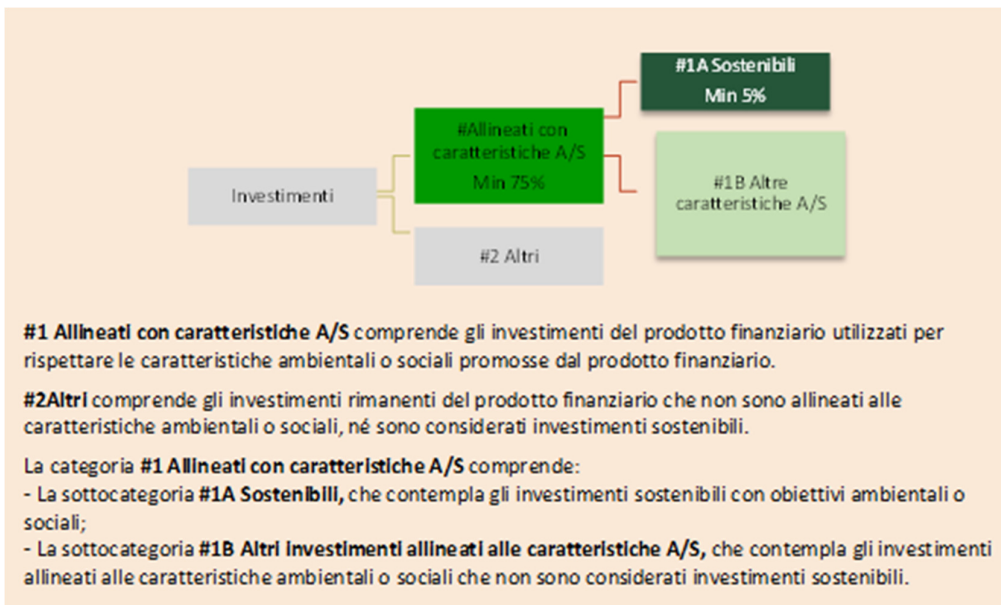 #1A Sostenibili
Min 5%
#Allineati con
caratteristiche A/S
Min 75%
#1B Altre
caratteristiche A/S
Investimenti
#2 Altri
#1 Allineati con caratteristiche A/S comprende gli investimenti del prodotto finanziario utilizzati per
rispettare le caratteristiche ambientali o sociali promosse dal prodotto finanziario.
#2Altri comprende gli investimenti rimanenti del prodotto finanziario che non sono allineati alle
caratteristiche ambientali o sociali, né sono considerati investimenti sostenibili.
La categoria #1 Allineati con caratteristiche A/S comprende:
- La sottocategoria #1A Sostenibili, che contempla gli investimenti sostenibili con obiettivi ambientali o
sociali;
- La sottocategoria #1B Altri investimenti allineati alle caratteristiche A/S, che contempla gli investimenti
allineati alle caratteristiche ambientali o sociali che non sono considerati investimenti sostenibili.